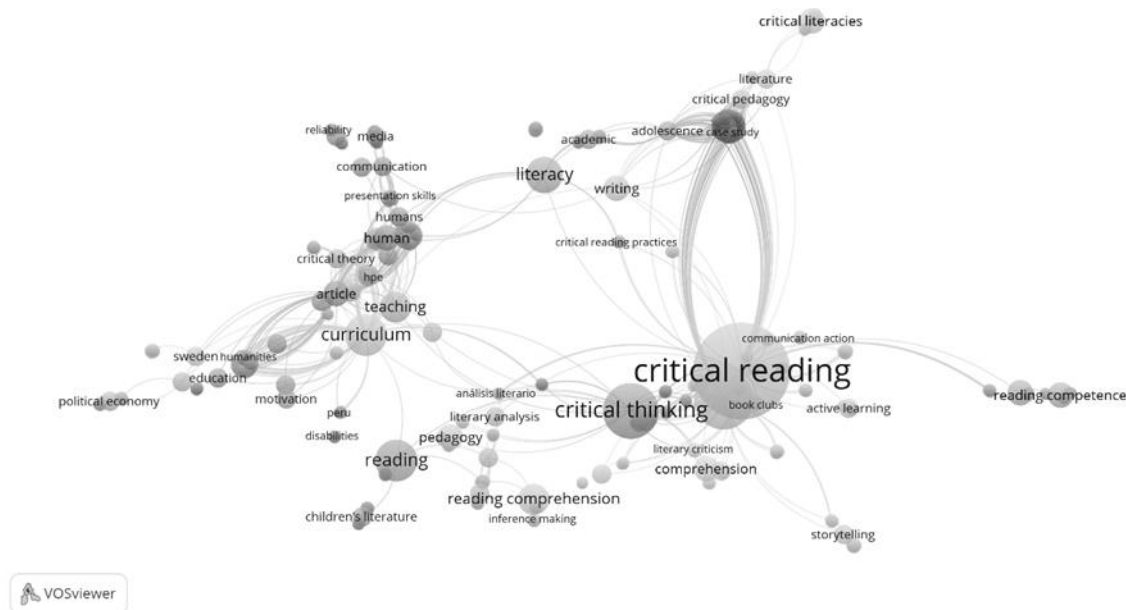 critical literacies
literature
critical pedagogy
reliability
media
academic
adolescence
case study
communication
literacy
writing
presentation skills
humans
human
critical reading practices
critical theory
hpe
article
teaching
curriculum
communication action
sweden
humanities
critical reading
education
análisis literario
motivation
political economy
reading competence
book clubs
critical thinking
active learning
peru
literary analysis
disabilities
pedagogy
literary criticism
reading
comprehension
reading comprehension
children's literature
inference making
storytelling
VOSviewer